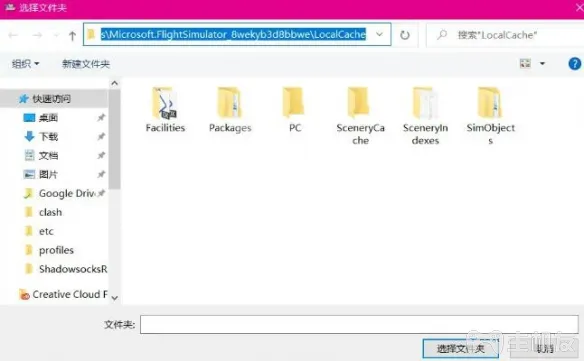 选择文件夹
s\Microsoft.FlightSimulator_8wekyb3d8bbwe\LocalCache
搜索"LocalCache"
组织
新建文件夹
快速访问
桌面
下载
文档
图片
Google Driv
clash
etc
profiles
ShadowsocksR
Creative Cloud F
Facilities
Packages
PC
SceneryCache
SceneryIndexes
SimObjects
文件夹:
选择文件夹
取消